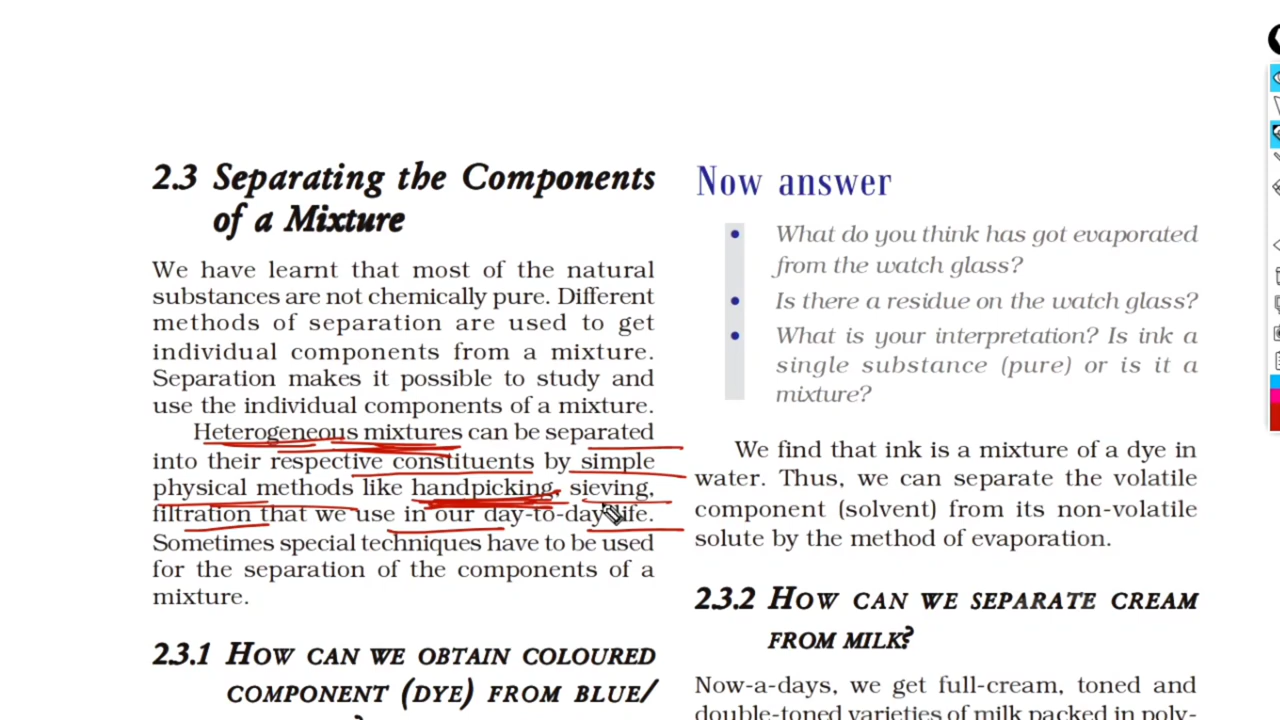 2.3 Separating the Components
of a Mixture
We have learnt that most of the natural
substances are not chemically pure. Different
methods of separation are used to get
individual components from a mixture.
Separation makes it possible to study and
use the individual components of a mixture.
Heterogeneous mixtures can be separated
into their respective constituents by simple
physical methods like handpicking, sieving,
filtration that we use in our day-to-day life.
Sometimes special techniques have to be used
for the separation of the components of a
mixture.
2.3.1 HOW CAN WE OBTAIN COLOURED
COMPONENT (DYE) FROM BLUE/
Now answer
• What do you think has got evaporated
from the watch glass?
• Is there a residue on the watch glass?
• What is your interpretation? Is ink a
single substance (pure) or is it a
mixture?
We find that ink is a mixture of a dye in
water. Thus, we can separate the volatile
component (solvent) from its non-volatile
solute by the method of evaporation.
2.3.2 HOW CAN WE SEPARATE CREAM
FROM MILK?
Now-a-days, we get full-cream, toned and
double-toned varieties of milk packed in poly-